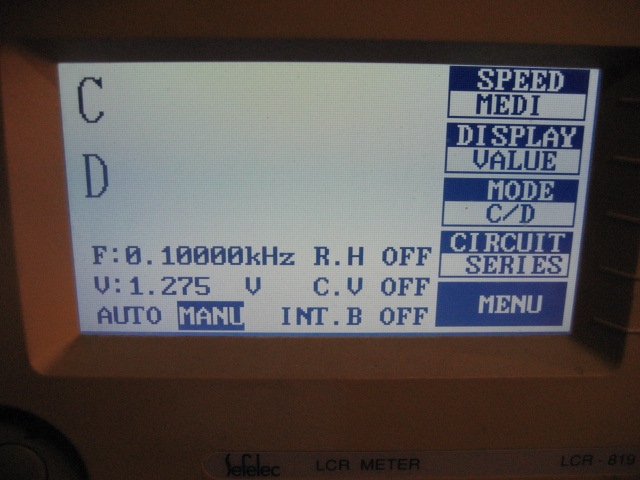 C
D
SPEED
MEDI
DISPLAY
VALUE
MODE
C/D
CIRCUIT
SERIES
MENU
F:0.10000kHz R.H OFF
V:1.275 V C.V OFF
AUTO MANU INT.B OFF
Sefelec LCR METER LCR-819